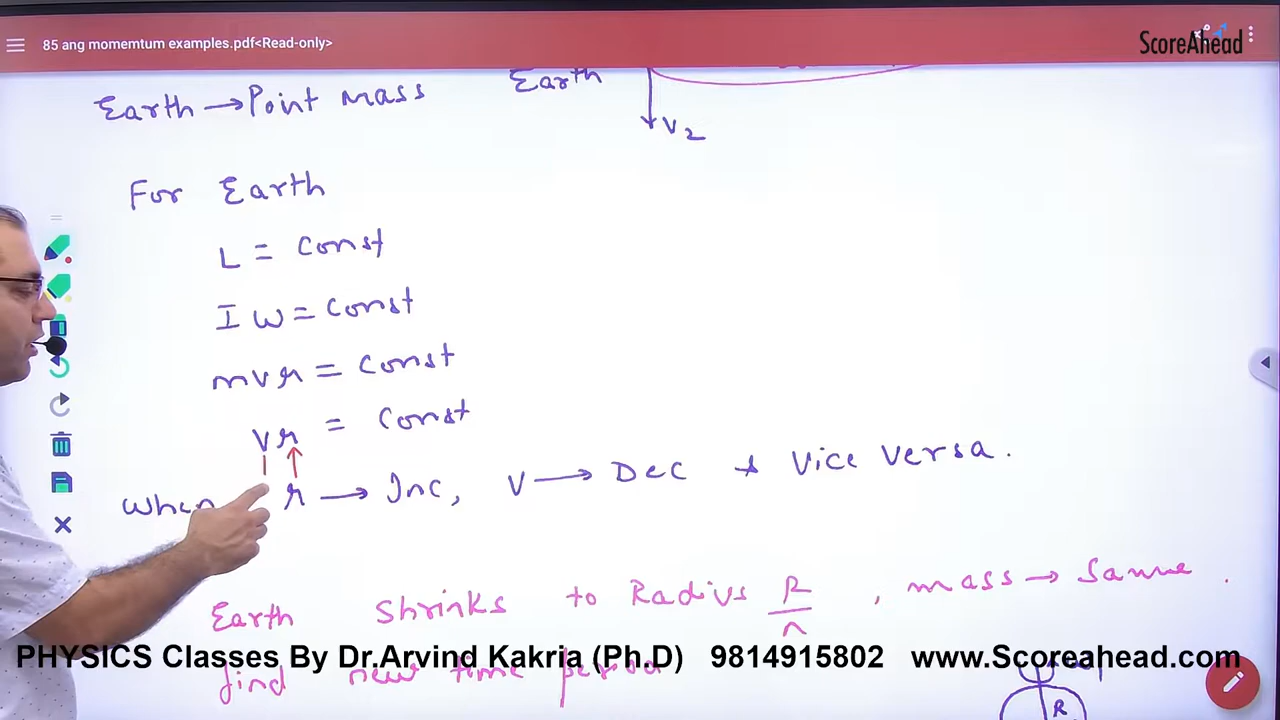 85 ang momemtum examples.pdf<Read-only>
ScoreAhead
Earth → Point mass
Earth
V2
For Earth
L = Const
I w = Const
mvr = Const
vr = Const
When r → Inc, V → Dec & Vice Versa.
Earth Shrinks to Radius R/n, mass → Same.
find new time period
R
PHYSICS Classes By Dr.Arvind Kakria (Ph.D) 9814915802 www.Scoreahead.com